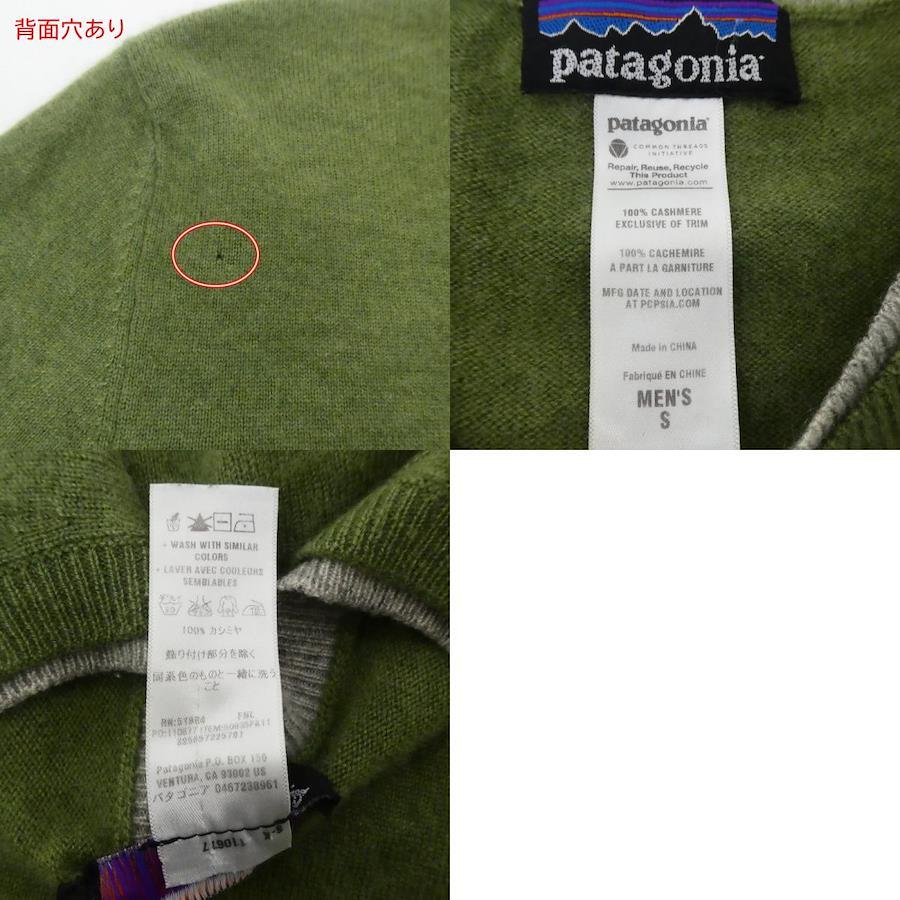 背面穴あり
patagonia
patagonia
COMMON THREADS
INITIATIVE
Repair, Reuse, Recycle
This Product
www.patagonia.com
100% CASHMERE
EXCLUSIVE OF TRIM
100% CACHEMIRE
A PART LA GARNITURE
MFG DATE AND LOCATION
AT PCPSIA.COM
Made in CHINA
Fabriqué EN CHINE
MEN'S
S
• WASH WITH SIMILAR
COLORS
• LAVER AVEC COULEURS
SEMBLABLES
100% カシミヤ
飾り付け部分を除く
同系色のものと一緒に洗う
こと
RN:51884 FNL
Patagonia P.O. BOX 150
VENTURA, CA 93002 US
パタゴニア 0467238961
110677